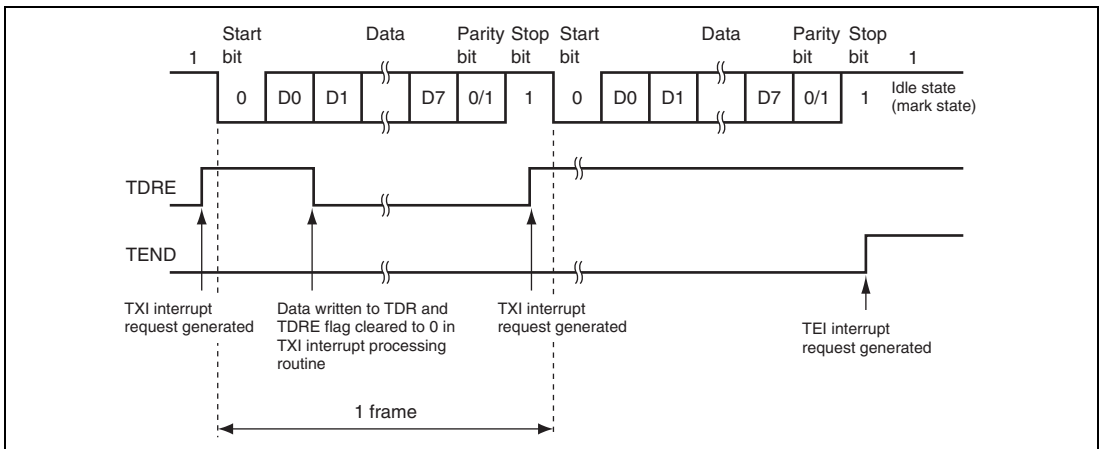 Start bit Data Parity bit Stop bit Start bit Data Parity bit Stop bit
1 0 D0 D1 D7 0/1 1 0 D0 D1 D7 0/1 1 1
Idle state
(mark state)
TDRE
TEND
TXI interrupt
request generated
Data written to TDR and
TDRE flag cleared to 0 in
TXI interrupt processing
routine
TXI interrupt
request generated
TEI interrupt
request generated
1 frame